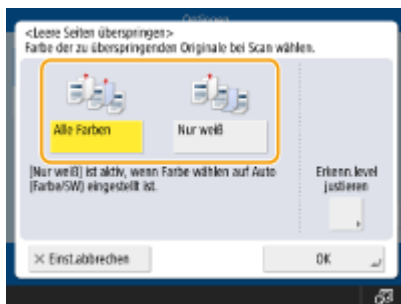 Optionen
<Leere Seiten überspringen>
Farbe der zu überspringenden Originale bei Scan wählen.
Alle Farben
Nur weiß
[Nur weiß] ist aktiv, wenn Farbe wählen auf Auto
(Farbe/SW) eingestellt ist.
Erkenn.level
justieren
× Einst.abbrechen
OK